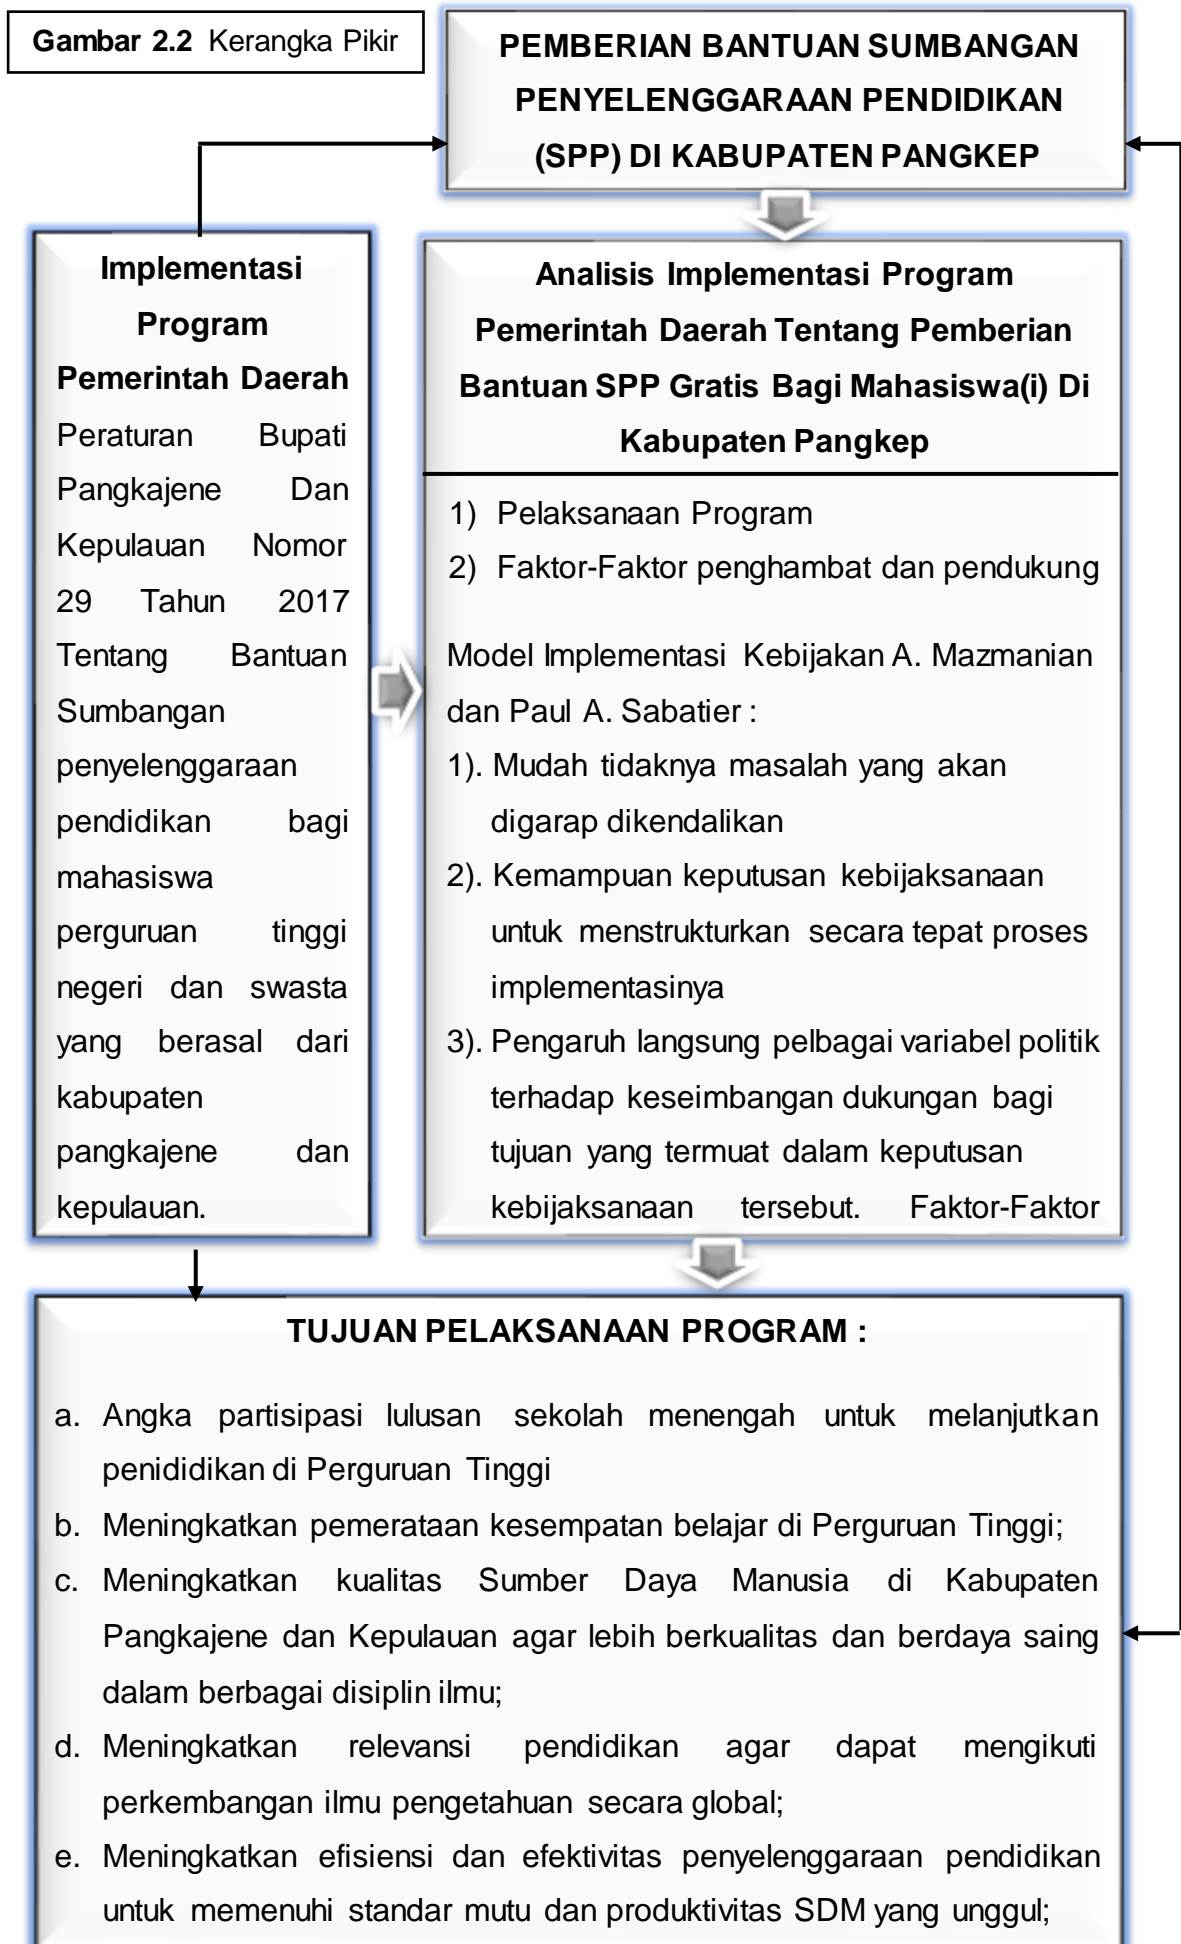 Gambar 2.2 Kerangka Pikir
PEMBERIAN BANTUAN SUMBANGAN
PENYELENGGARAAN PENDIDIKAN
(SPP) DI KABUPATEN PANGKEP
Implementasi
Program
Pemerintah Daerah
Peraturan Bupati
Pangkajene Dan
Kepulauan Nomor
29 Tahun 2017
Tentang Bantuan
Sumbangan
penyelenggaraan
pendidikan bagi
mahasiswa
perguruan tinggi
negeri dan swasta
yang berasal dari
kabupaten
pangkajene dan
kepulauan.
Analisis Implementasi Program
Pemerintah Daerah Tentang Pemberian
Bantuan SPP Gratis Bagi Mahasiswa(i) Di
Kabupaten Pangkep
1) Pelaksanaan Program
2) Faktor-Faktor penghambat dan pendukung
Model Implementasi Kebijakan A. Mazmanian
dan Paul A. Sabatier :
1). Mudah tidaknya masalah yang akan
digarap dikendalikan
2). Kemampuan keputusan kebijaksanaan
untuk menstrukturkan secara tepat proses
implementasinya
3). Pengaruh langsung pelbagai variabel politik
terhadap keseimbangan dukungan bagi
tujuan yang termuat dalam keputusan
kebijaksanaan tersebut. Faktor-Faktor
TUJUAN PELAKSANAAN PROGRAM :
a. Angka partisipasi lulusan sekolah menengah untuk melanjutkan
penididikan di Perguruan Tinggi
b. Meningkatkan pemerataan kesempatan belajar di Perguruan Tinggi;
c. Meningkatkan kualitas Sumber Daya Manusia di Kabupaten
Pangkajene dan Kepulauan agar lebih berkualitas dan berdaya saing
dalam berbagai disiplin ilmu;
d. Meningkatkan relevansi pendidikan agar dapat mengikuti
perkembangan ilmu pengetahuan secara global;
e. Meningkatkan efisiensi dan efektivitas penyelenggaraan pendidikan
untuk memenuhi standar mutu dan produktivitas SDM yang unggul;